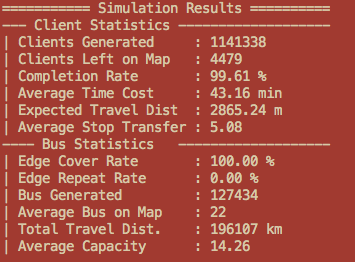 =========== Simulation Results ==========
--- Client Statistics -------------------
| Clients Generated     : 1141338
| Clients Left on Map   : 4479
| Completion Rate       : 99.61 %
| Average Time Cost     : 43.16 min
| Expected Travel Dist  : 2865.24 m
| Average Stop Transfer : 5.08
---- Bus Statistics   -------------------
| Edge Cover Rate       : 100.00 %
| Edge Repeat Rate      : 0.00 %
| Bus Generated         : 127434
| Average Bus on Map    : 22
| Total Travel Dist.    : 196107 km
| Average Capacity      : 14.26